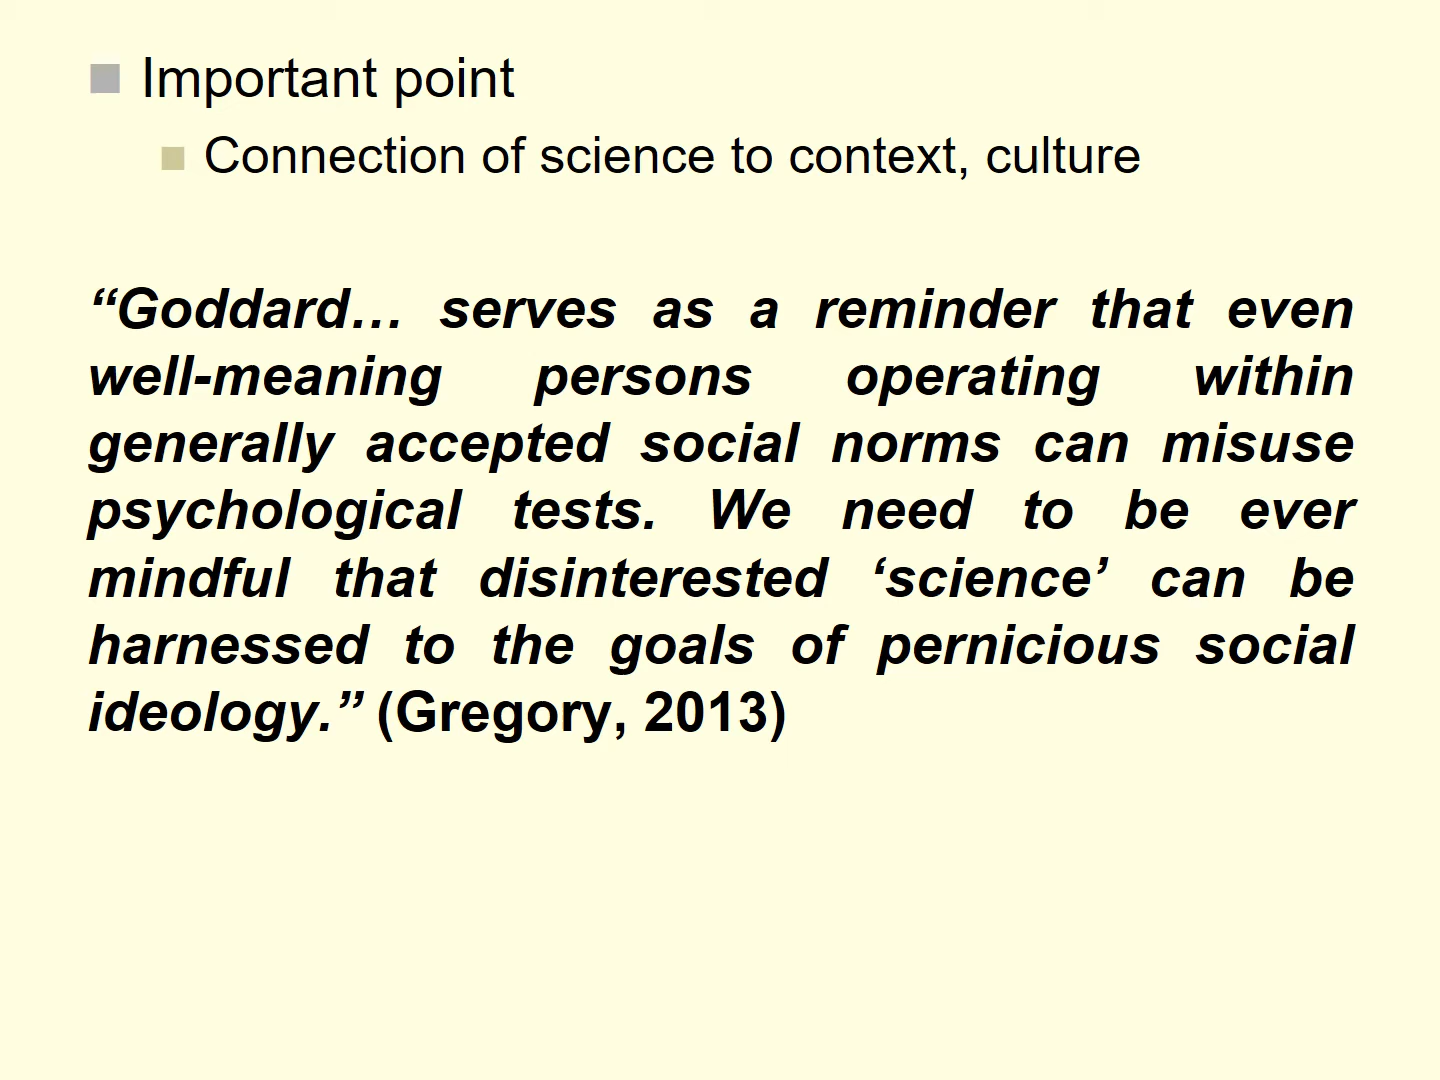 Important point
Connection of science to context, culture
“Goddard… serves as a reminder that even
well-meaning persons operating within
generally accepted social norms can misuse
psychological tests. We need to be ever
mindful that disinterested ‘science’ can be
harnessed to the goals of pernicious social
ideology.” (Gregory, 2013)